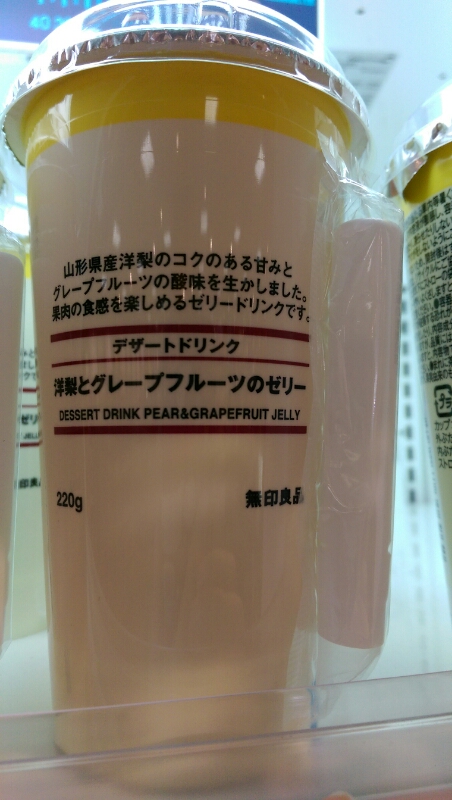 山形県産洋梨のコクのある甘みと
グレープフルーツの酸味を生かしました。
果肉の食感を楽しめるゼリードリンクです。
デザートドリンク
洋梨とグレープフルーツのゼリー
DESSERT DRINK PEAR&GRAPEFRUIT JELLY
220g
無印良品